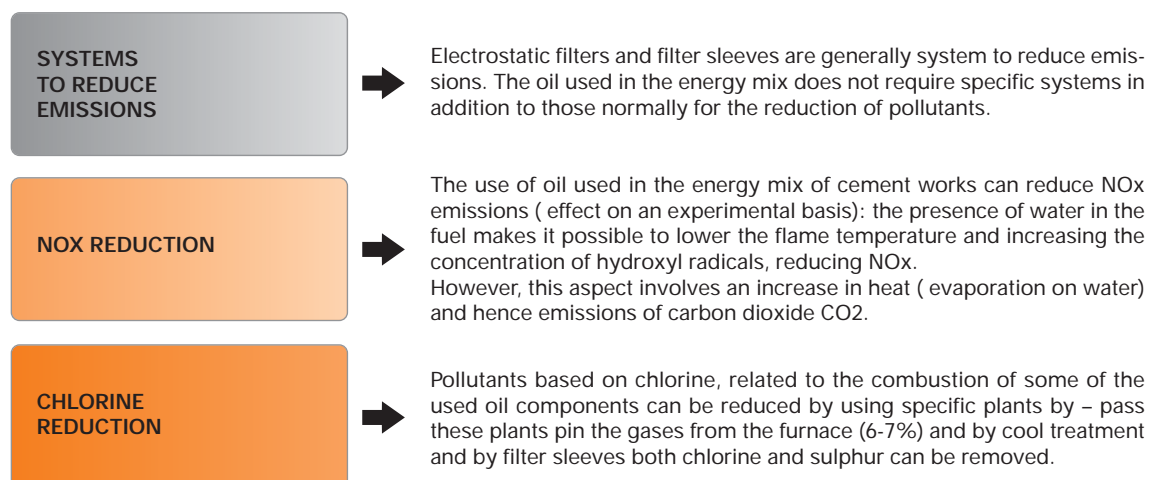 SYSTEMS
TO REDUCE
EMISSIONS
Electrostatic filters and filter sleeves are generally system to reduce emis-
sions. The oil used in the energy mix does not require specific systems in
addition to those normally for the reduction of pollutants.
NOX REDUCTION
The use of oil used in the energy mix of cement works can reduce NOx
emissions ( effect on an experimental basis): the presence of water in the
fuel makes it possible to lower the flame temperature and increasing the
concentration of hydroxyl radicals, reducing NOx.
However, this aspect involves an increase in heat ( evaporation on water)
and hence emissions of carbon dioxide CO2.
CHLORINE
REDUCTION
Pollutants based on chlorine, related to the combustion of some of the
used oil components can be reduced by using specific plants by – pass
these plants pin the gases from the furnace (6-7%) and by cool treatment
and by filter sleeves both chlorine and sulphur can be removed.